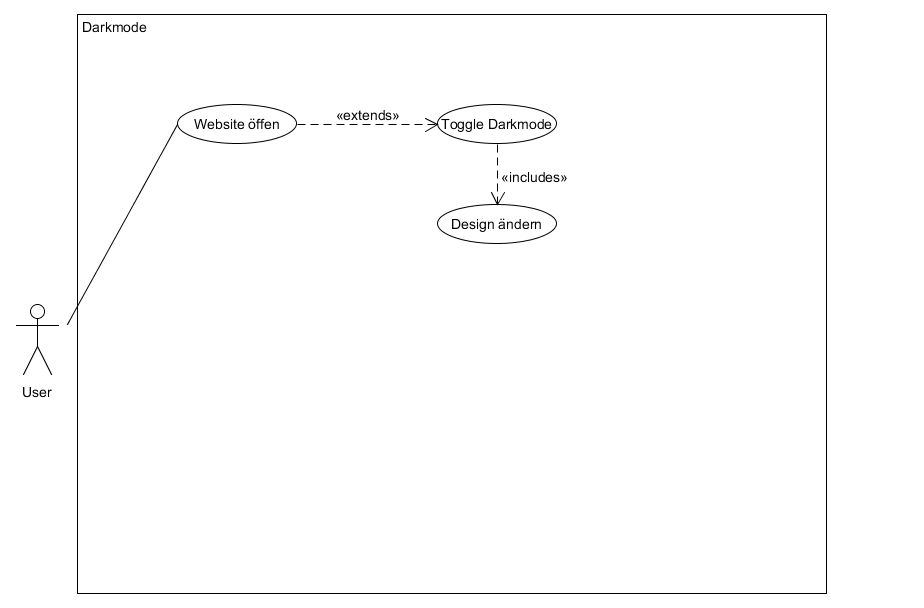 Darkmode
Website öffen
«extends»
Toggle Darkmode
«includes»
Design ändern
User